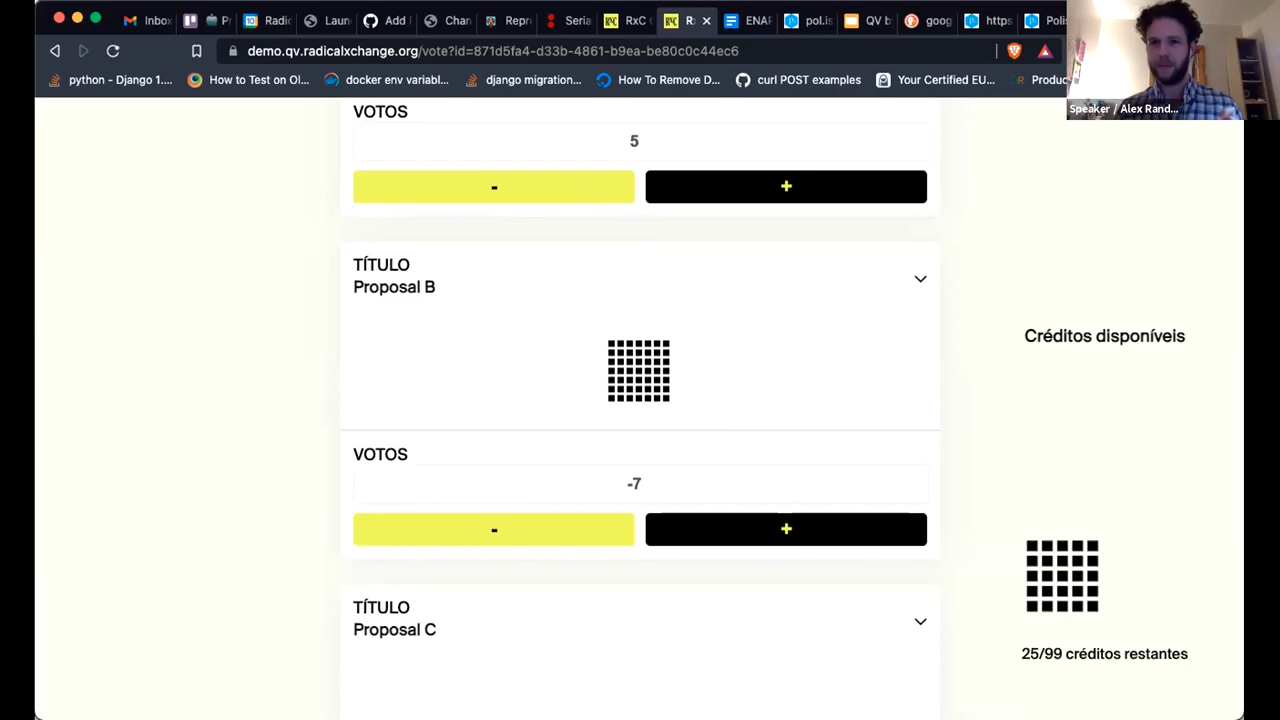 Inbox
P
Radic
Laun
Add
Chan
Repre
Seria
RxC
Rx
ENAP
pol.is
QV b
goog
https
Polis
demo.qv.radicalxchange.org/vote?id=871d5fa4-d33b-4861-b9ea-be80c0c44ec6
python - Django 1....
How to Test on Ol...
docker env variabl...
django migration...
How To Remove D...
curl POST examples
Your Certified EU...
Produc
Speaker / Alex Rand...
VOTOS
5
- +
TÍTULO
Proposal B
Créditos disponíveis
VOTOS
-7
- +
TÍTULO
Proposal C
25/99 créditos restantes